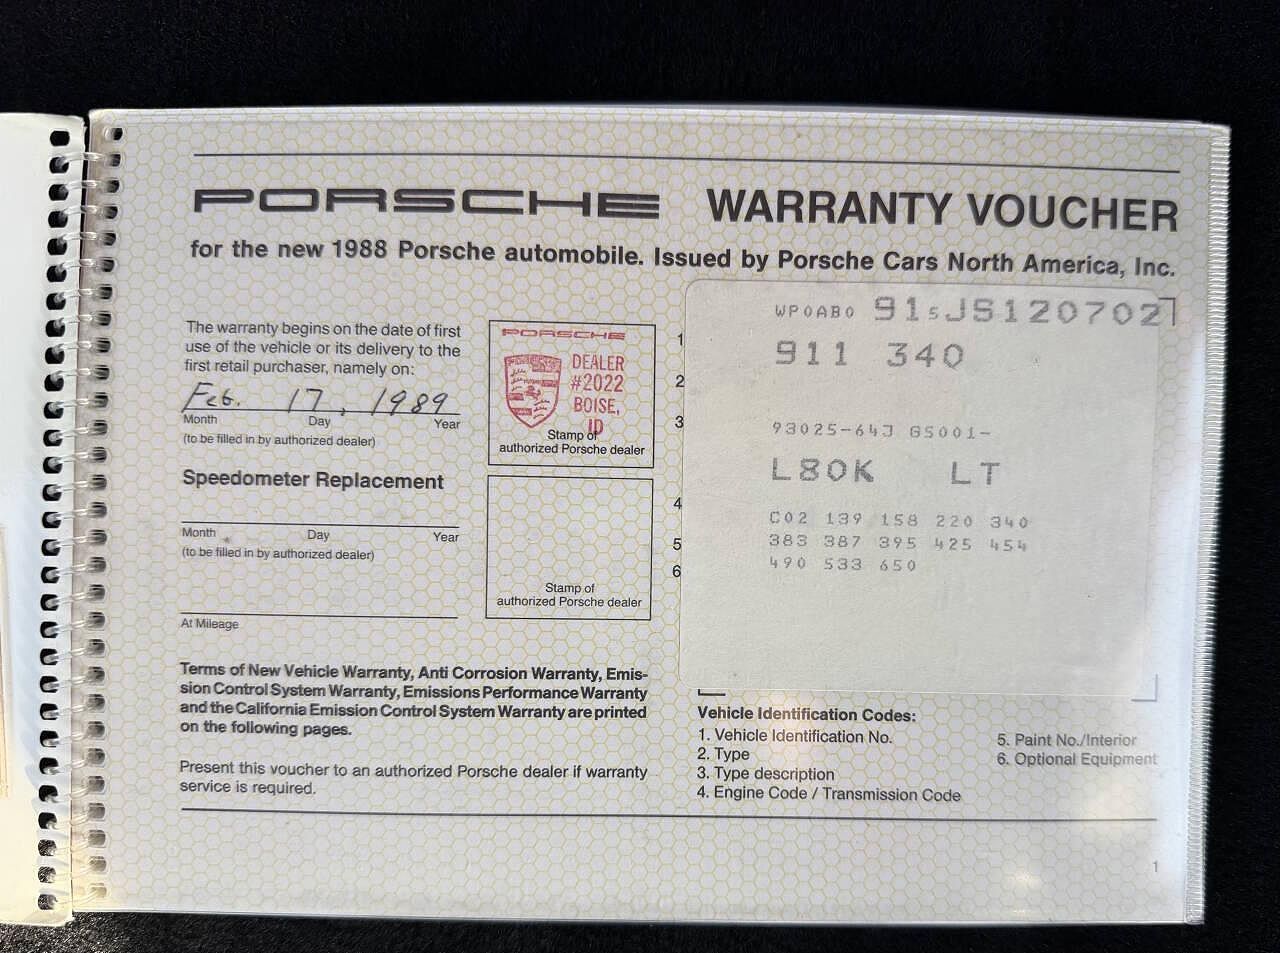 PORSCHE WARRANTY VOUCHER
for the new 1988 Porsche automobile. Issued by Porsche Cars North America, Inc.
The warranty begins on the date of first
use of the vehicle or its delivery to the
first retail purchaser, namely on:
Feb. 17, 1989
Month Day Year
(to be filled in by authorized dealer)
PORSCHE
DEALER
#2022
BOISE,
ID
Stamp of
authorized Porsche dealer
Speedometer Replacement
Month Day Year
(to be filled in by authorized dealer)
At Mileage
Stamp of
authorized Porsche dealer
1
2
3
4
5
6
WP0AB0 91sJS120702
911 340
93025-64J G5001-
L80K LT
C02 139 158 220 340
383 387 395 425 454
490 533 650
Terms of New Vehicle Warranty, Anti Corrosion Warranty, Emis-
sion Control System Warranty, Emissions Performance Warranty
and the California Emission Control System Warranty are printed
on the following pages.
Present this voucher to an authorized Porsche dealer if warranty
service is required.
Vehicle Identification Codes:
1. Vehicle Identification No.
2. Type
3. Type description
4. Engine Code / Transmission Code
5. Paint No./Interior
6. Optional Equipment
1